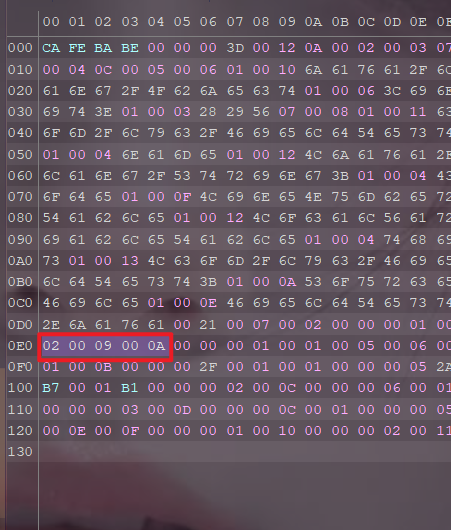 00 01 02 03 04 05 06 07 08 09 0A 0B 0C 0D 0E 0F
000 CA FE BA BE 00 00 00 3D 00 12 0A 00 02 00 03 07
010 00 04 0C 00 05 00 06 01 00 10 6A 61 76 61 2F 6C
020 61 6E 67 2F 4F 62 6A 65 63 74 01 00 06 3C 69 6E
030 69 74 3E 01 00 03 28 29 56 07 00 08 01 00 11 63
040 6F 6D 2F 6C 79 63 2F 46 69 65 6C 64 54 65 73 74
050 01 00 04 6E 61 6D 65 01 00 12 4C 6A 61 76 61 2F
060 6C 61 6E 67 2F 53 74 72 69 6E 67 3B 01 00 04 43
070 6F 64 65 01 00 0F 4C 69 6E 65 4E 75 6D 62 65 72
080 54 61 62 6C 65 01 00 12 4C 6F 63 61 6C 56 61 72
090 69 61 62 6C 65 54 61 62 6C 65 01 00 04 74 68 69
0A0 73 01 00 13 4C 63 6F 6D 2F 6C 79 63 2F 46 69 65
0B0 6C 64 54 65 73 74 3B 01 00 0A 53 6F 75 72 63 65
0C0 46 69 6C 65 01 00 0E 46 69 65 6C 64 54 65 73 74
0D0 2E 6A 61 76 61 00 21 00 07 00 02 00 00 00 01 00
0E0 02 00 09 00 0A 00 00 00 01 00 01 00 05 00 06 00
0F0 01 00 0B 00 00 00 2F 00 01 00 01 00 00 00 05 2A
100 B7 00 01 B1 00 00 00 02 00 0C 00 00 00 06 00 01
110 00 00 00 03 00 0D 00 00 00 0C 00 01 00 00 00 05
120 00 0E 00 0F 00 00 00 01 00 10 00 00 00 02 00 11
130